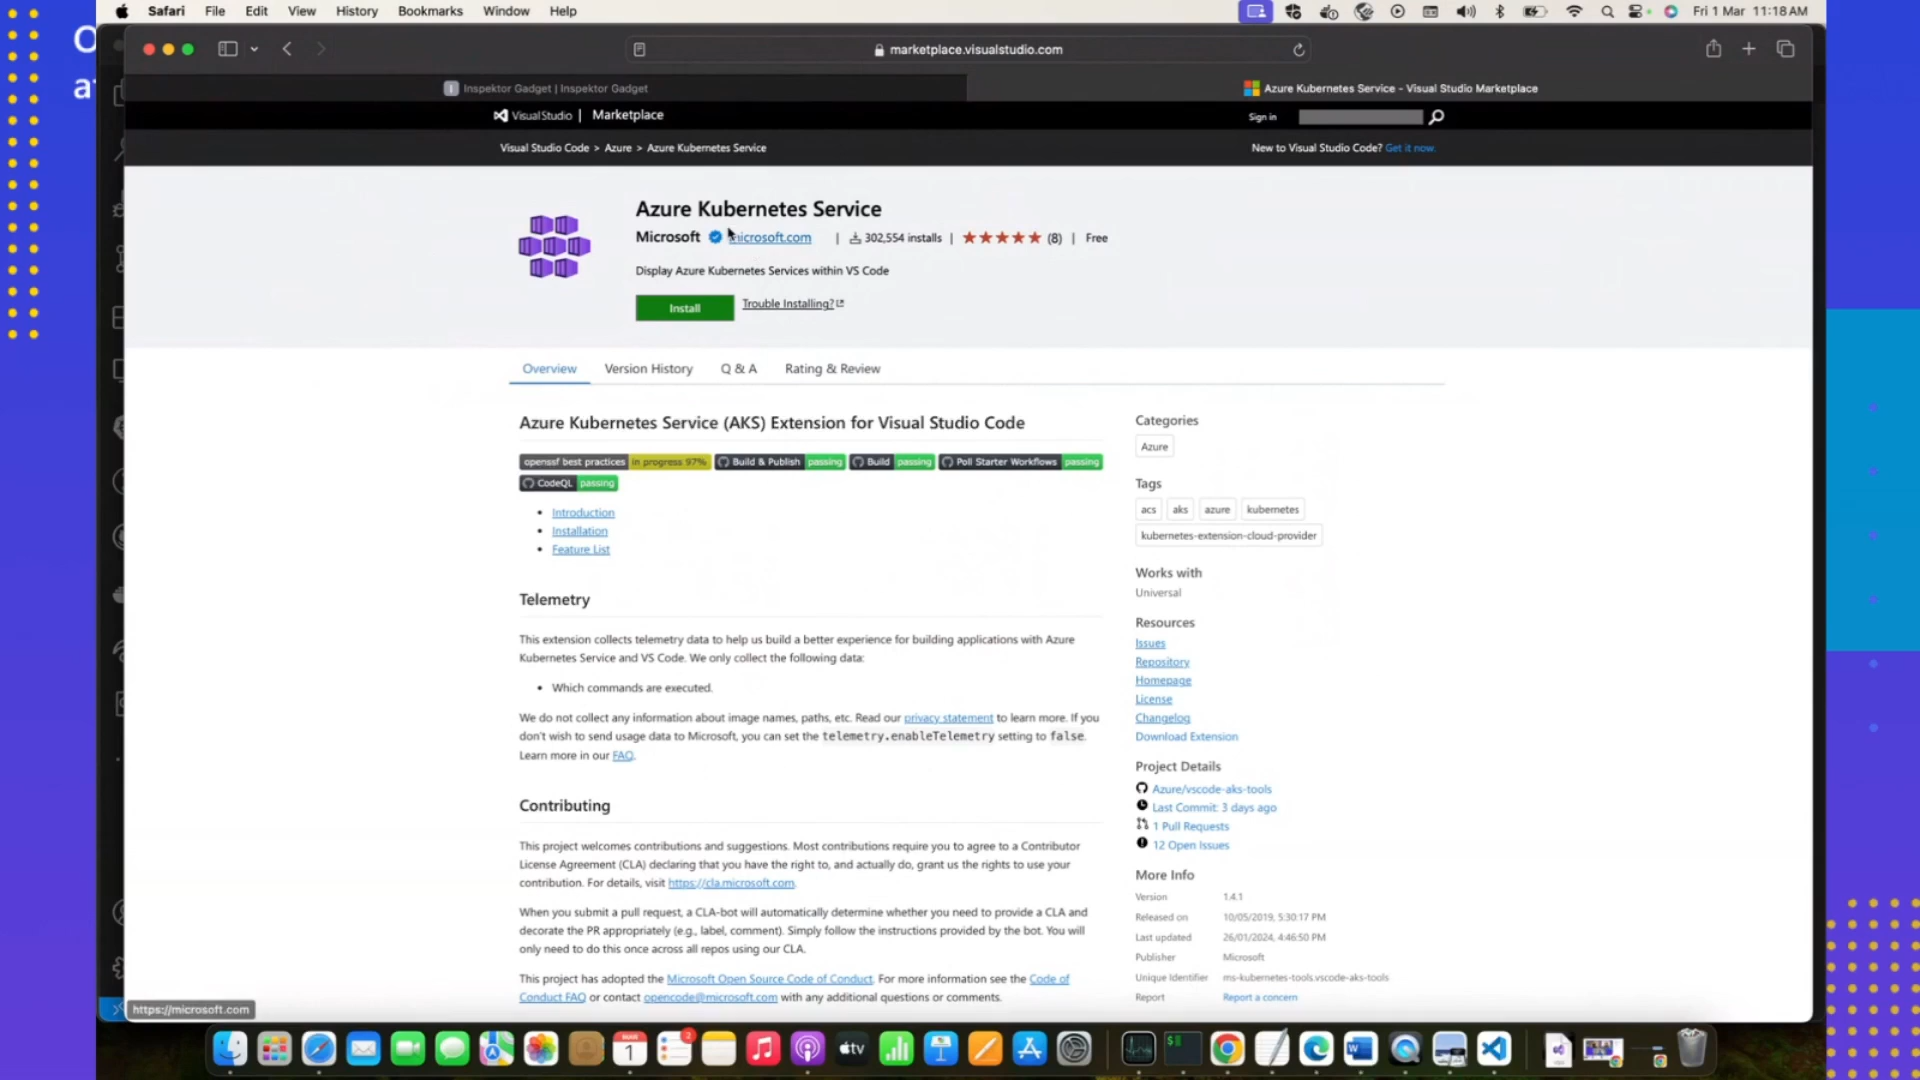 Safari File Edit View History Bookmarks Window Help
Fri 1 Mar 11:18 AM
marketplace.visualstudio.com
Inspektor Gadget | Inspektor Gadget
Azure Kubernetes Service - Visual Studio Marketplace
Visual Studio | Marketplace
Sign in
Visual Studio Code > Azure > Azure Kubernetes Service
New to Visual Studio Code? Get it now.
Azure Kubernetes Service
Microsoft microsoft.com | 302,554 installs | (8) | Free
Display Azure Kubernetes Services within VS Code
Install
Trouble Installing?
Overview Version History Q & A Rating & Review
Azure Kubernetes Service (AKS) Extension for Visual Studio Code
openssf best practices in progress 97% Build & Publish passing Build passing Poll Starter Workflows passing
CodeQL passing
• Introduction
• Installation
• Feature List
Telemetry
This extension collects telemetry data to help us build a better experience for building applications with Azure
Kubernetes Service and VS Code. We only collect the following data:
• Which commands are executed.
We do not collect any information about image names, paths, etc. Read our privacy statement to learn more. If you
don't wish to send usage data to Microsoft, you can set the telemetry.enableTelemetry setting to false.
Learn more in our FAQ.
Contributing
This project welcomes contributions and suggestions. Most contributions require you to agree to a Contributor
License Agreement (CLA) declaring that you have the right to, and actually do, grant us the rights to use your
contribution. For details, visit https://cla.microsoft.com.
When you submit a pull request, a CLA-bot will automatically determine whether you need to provide a CLA and
decorate the PR appropriately (e.g., label, comment). Simply follow the instructions provided by the bot. You will
only need to do this once across all repos using our CLA.
This project has adopted the Microsoft Open Source Code of Conduct. For more information see the Code of
Conduct FAQ or contact opencode@microsoft.com with any additional questions or comments.
Categories
Azure
Tags
acs aks azure kubernetes
kubernetes-extension-cloud-provider
Works with
Universal
Resources
Issues
Repository
Homepage
License
Changelog
Download Extension
Project Details
Azure/vscode-aks-tools
Last Commit: 3 days ago
1 Pull Requests
12 Open Issues
More Info
Version 1.4.1
Released on 10/05/2019, 5:30:17 PM
Last updated 26/01/2024, 4:46:50 PM
Publisher Microsoft
Unique Identifier ms-kubernetes-tools.vscode-aks-tools
Report Report a concern
https://microsoft.com
MAR
1
2
tv